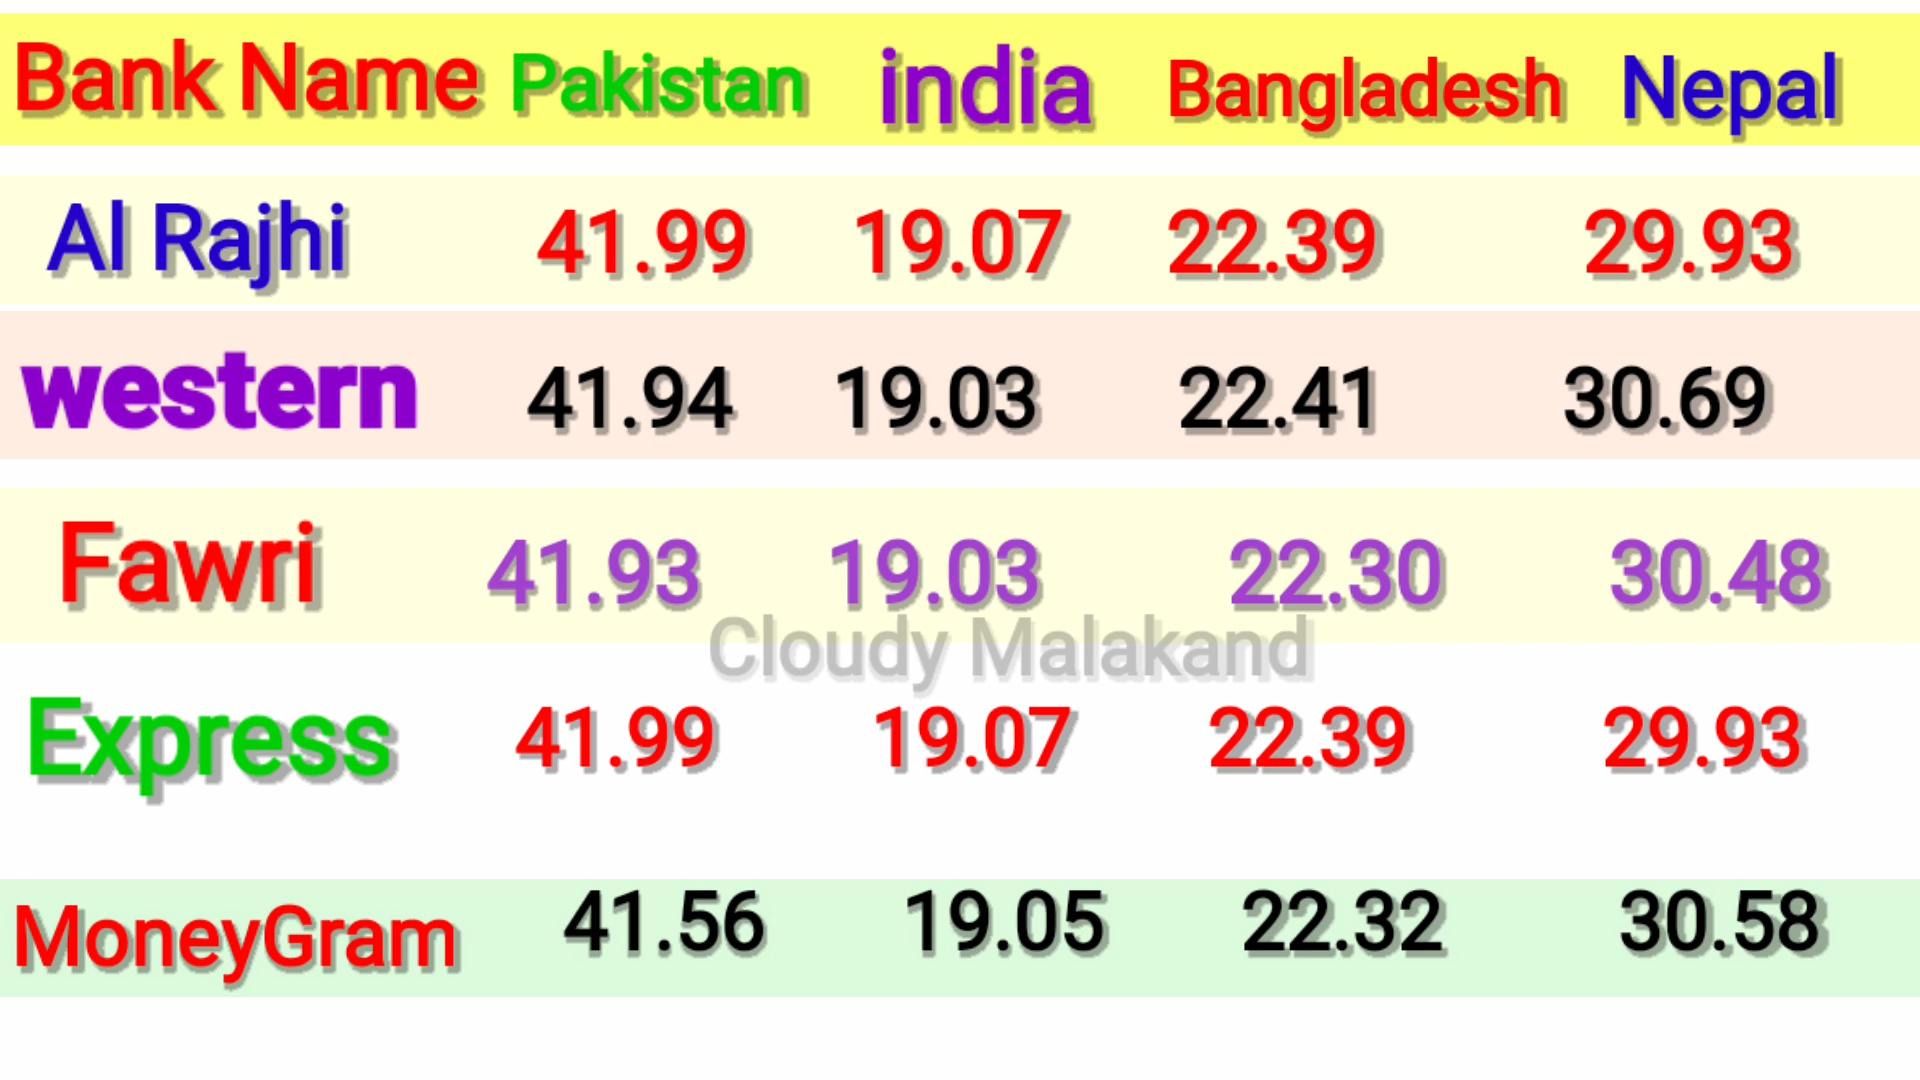 Bank Name Pakistan india Bangladesh Nepal
Al Rajhi 41.99 19.07 22.39 29.93
western 41.94 19.03 22.41 30.69
Fawri 41.93 19.03 22.30 30.48
Cloudy Malakand
Express 41.99 19.07 22.39 29.93
MoneyGram 41.56 19.05 22.32 30.58